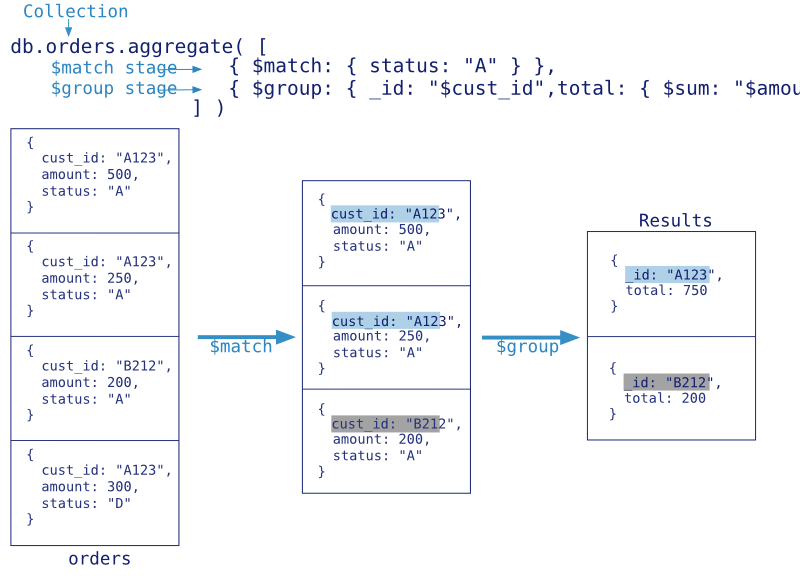 Collection
db.orders.aggregate( [
$match stage { $match: { status: "A" } },
$group stage { $group: { _id: "$cust_id",total: { $sum: "$amou
] )
{
cust_id: "A123",
amount: 500,
status: "A"
}
{
cust_id: "A123",
amount: 250,
status: "A"
}
{
cust_id: "B212",
amount: 200,
status: "A"
}
{
cust_id: "A123",
amount: 300,
status: "D"
}
orders
$match
{
cust_id: "A123",
amount: 500,
status: "A"
}
{
cust_id: "A123",
amount: 250,
status: "A"
}
{
cust_id: "B212",
amount: 200,
status: "A"
}
$group
Results
{
_id: "A123",
total: 750
}
{
_id: "B212",
total: 200
}